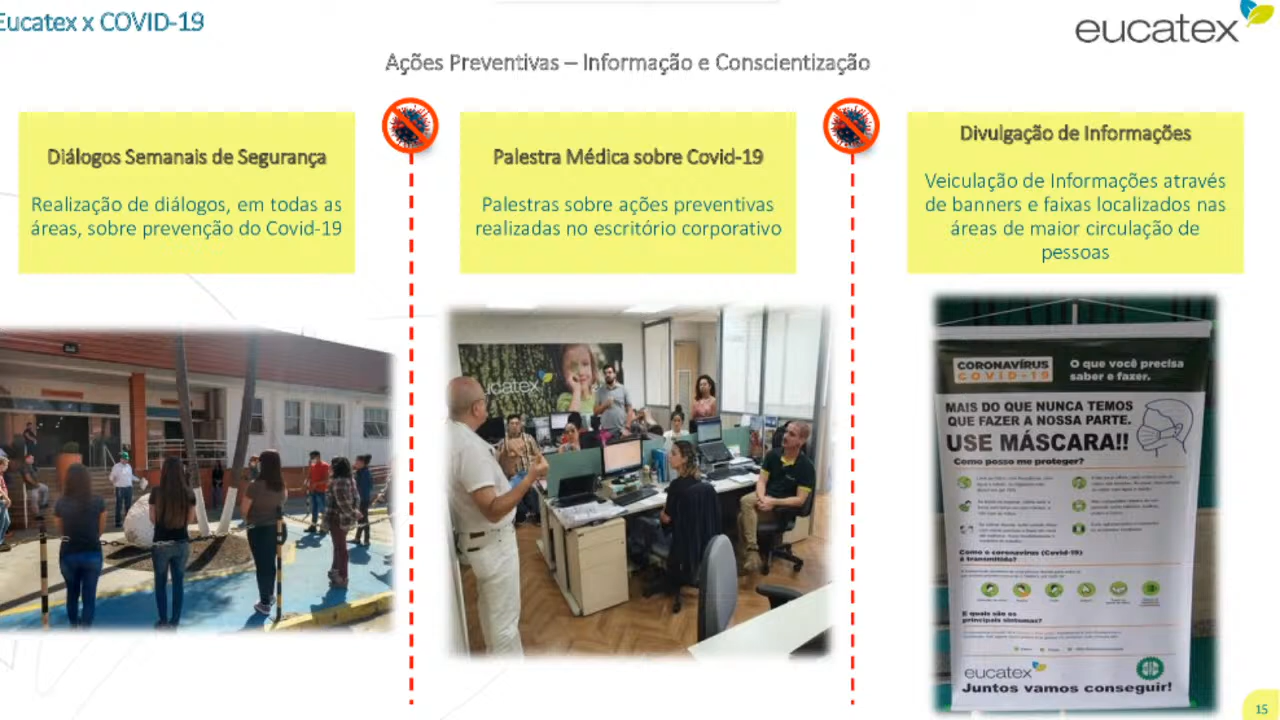 Eucatex x COVID-19
eucatex
Ações Preventivas – Informação e Conscientização
Diálogos Semanais de Segurança
Realização de diálogos, em todas as
áreas, sobre prevenção do Covid-19
Palestra Médica sobre Covid-19
Palestras sobre ações preventivas
realizadas no escritório corporativo
Divulgação de Informações
Veiculação de Informações através
de banners e faixas localizados nas
áreas de maior circulação de
pessoas
eucatex
CORONAVÍRUS
COVID-19
O que você precisa
saber e fazer.
MAIS DO QUE NUNCA TEMOS
QUE FAZER A NOSSA PARTE.
USE MÁSCARA!!
Como posso me proteger?
Como o coronavírus (Covid-19)
é transmitido?
E quais são os
principais sintomas?
eucatex
Juntos vamos conseguir!
15